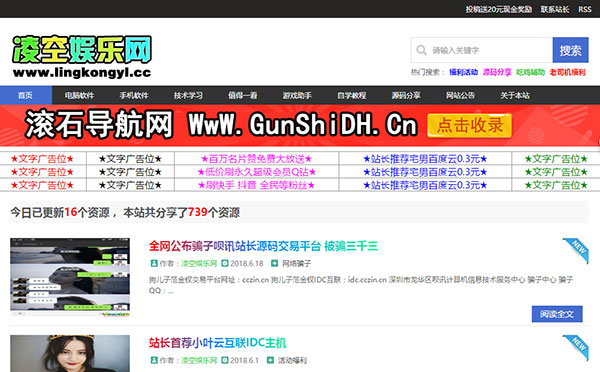 投稿送20元现金奖励 联系站长 RSS
凌空娱乐网
www.lingkongyl.cc
请输入关键字 搜索
热门搜索： 福利活动 源码分享 吃鸡辅助 老司机福利
首页 电脑软件 手机软件 技术学习 值得一看 游戏助手 自学教程 源码分享 网站公告 关于本站
滚石导航网 WwW.GunShiDH.Cn 点击收录
★文字广告位★ ★文字广告位★ ★百万名片赞免费大放送★ ★站长推荐宅男百度云0.3元★ ★文字广告位★
★文字广告位★ ★文字广告位★ ★低价刷永久超级会员Q钻★ ★站长推荐宅男百度云0.3元★ ★文字广告位★
★文字广告位★ ★文字广告位★ ★刷快手 抖音 全民等粉丝★ ★站长推荐宅男百度云0.3元★ ★文字广告位★
今日已更新16个资源，本站共分享了739个资源
全网公布骗子呗讯站长源码交易平台 被骗三千三
NEW
作者：凌空娱乐网 2018.6.18 网络骗子
狗儿子范金权交易平台网址：cczin.cn 狗儿子范金权IDC互联：idc.cczin.cn 深圳市龙华区呗讯计算机信息技术服务中心 骗子中心 骗子
QQ：...
阅读全文
站长首荐小叶云互联IDC主机
NEW
作者：凌空娱乐网 2018.6.1 活动福利